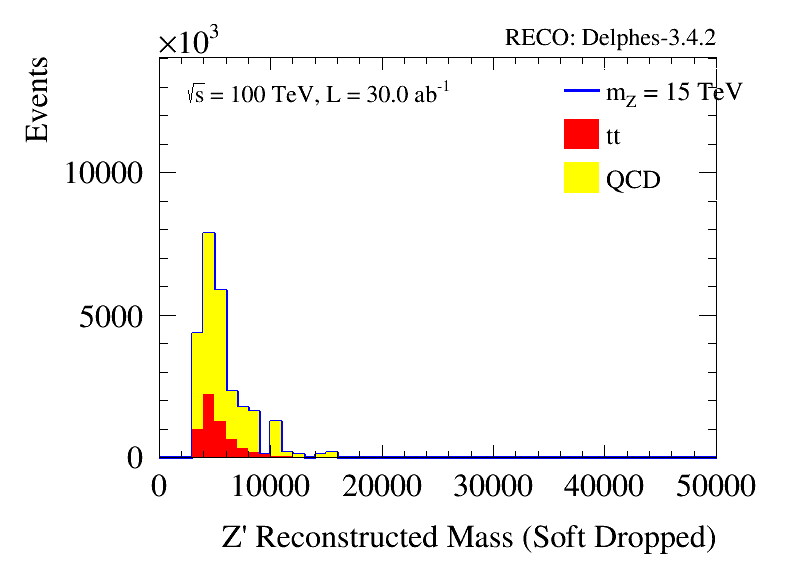 ×10³
RECO: Delphes-3.4.2
Events
√s = 100 TeV, L = 30.0 ab⁻¹
m_Z = 15 TeV
tt
QCD
10000
5000
0
0 10000 20000 30000 40000 50000
Z' Reconstructed Mass (Soft Dropped)